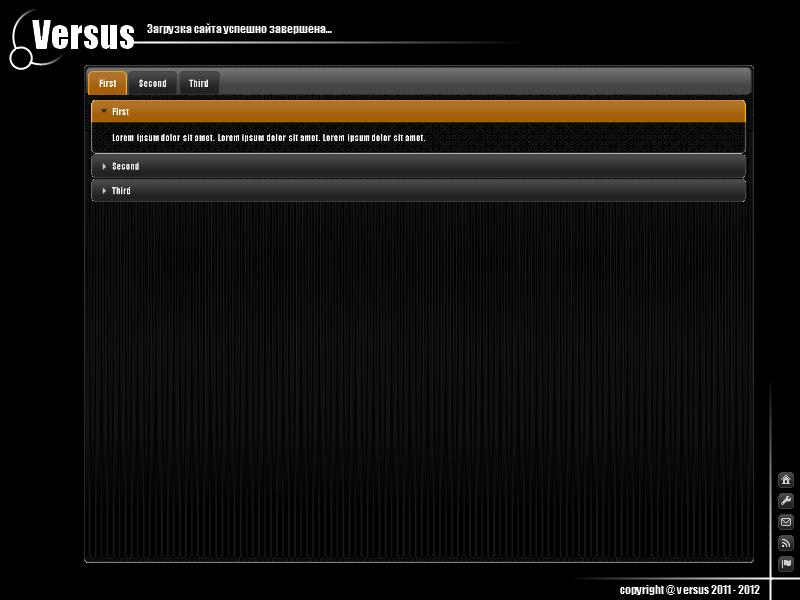 Versus
Загрузка сайта успешно завершена...
First Second Third
First
Lorem ipsum dolor sit amet. Lorem ipsum dolor sit amet. Lorem ipsum dolor sit amet.
Second
Third
copyright @ versus 2011 - 2012